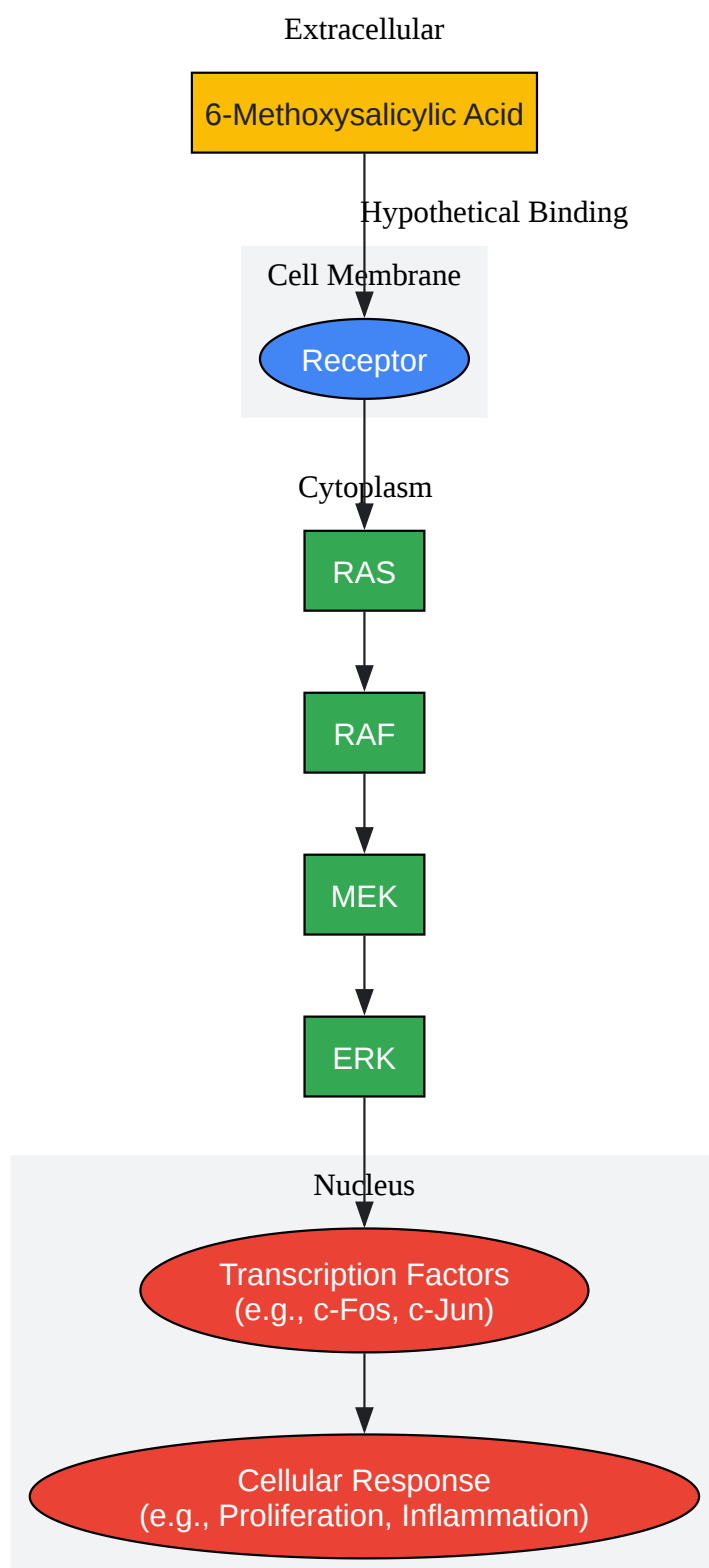 Extracellular
6-Methoxysalicylic Acid
Hypothetical Binding
Cell Membrane
Receptor
Cytoplasm
RAS
RAF
MEK
ERK
Nucleus
Transcription Factors
(e.g., c-Fos, c-Jun)
Cellular Response
(e.g., Proliferation, Inflammation)